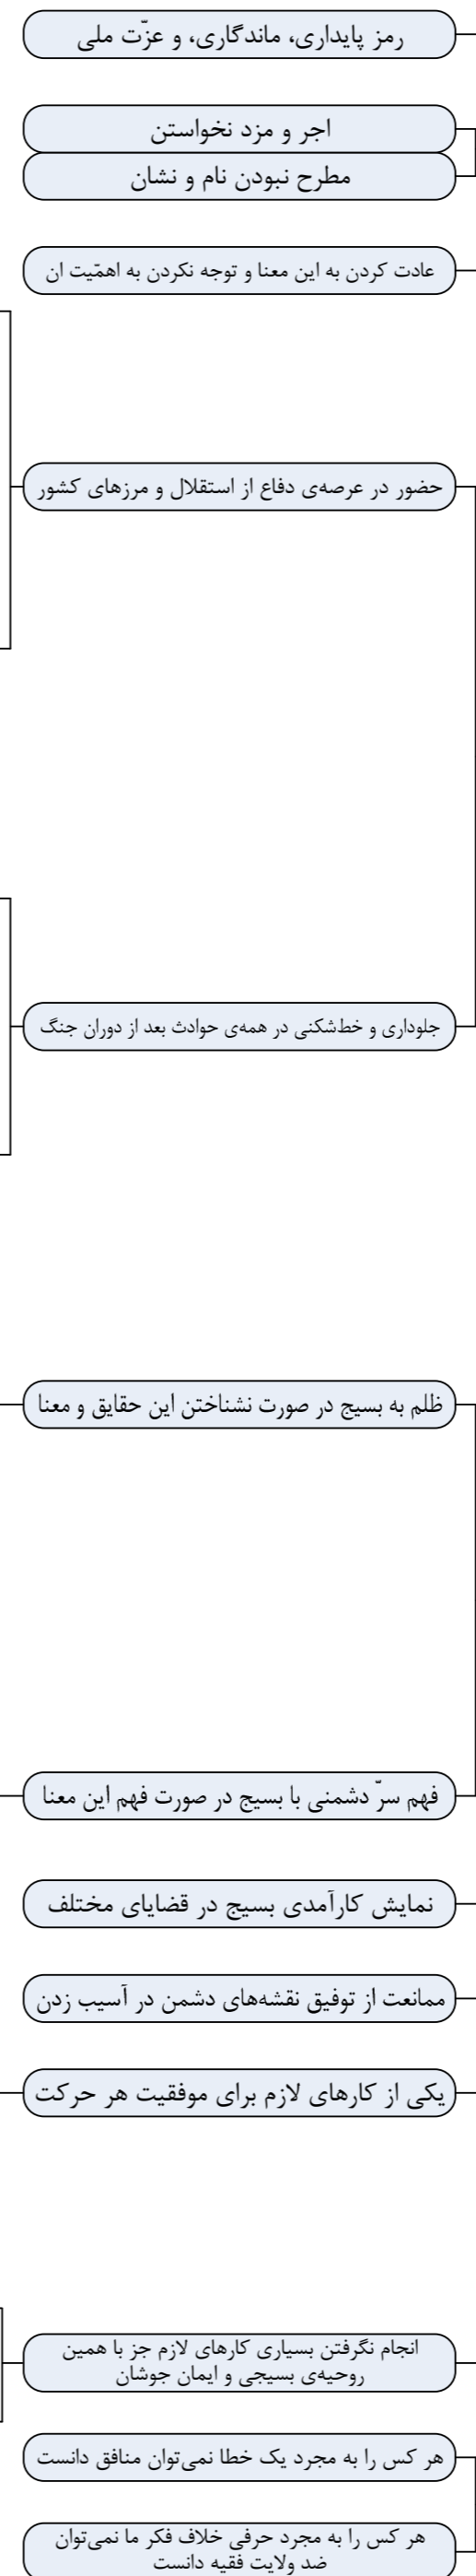 رمز پایداری، ماندگاری، و عزّت ملی
اجر و مزد نخواستن
مطرح نبودن نام و نشان
عادت کردن به این معنا و توجه نکردن به اهمّیت ان
حضور در عرصه‌ی دفاع از استقلال و مرزهای کشور
جلوداری و خط‌شکنی در همه‌ی حوادث بعد از دوران جنگ
ظلم به بسیج در صورت نشناختن این حقایق و معنا
فهم سرّ دشمنی با بسیج در صورت فهم این معنا
نمایش کارآمدی بسیج در قضایای مختلف
ممانعت از توفیق نقشه‌های دشمن در آسیب زدن
یکی از کارهای لازم برای موفقیت هر حرکت
انجام نگرفتن بسیاری کارهای لازم جز با همین
روحیه‌ی بسیجی و ایمان جوشان
هر کس را به مجرد یک خطا نمی‌توان منافق دانست
هر کس را به مجرد حرفی خلاف فکر ما نمی‌توان
ضد ولایت فقیه دانست